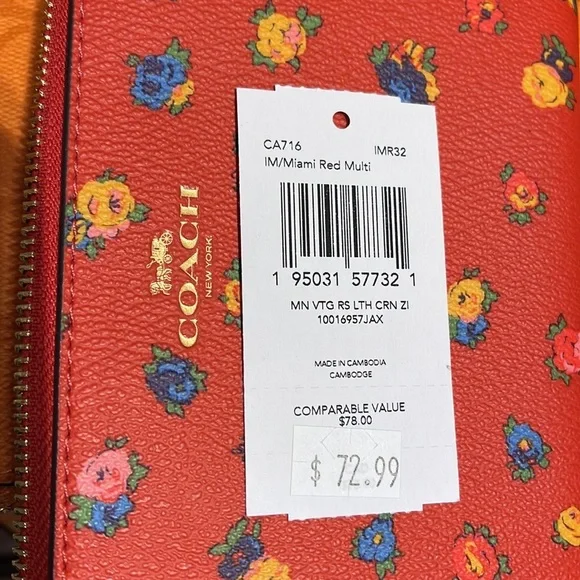 COACH
NEW YORK
CA716 IMR32
IM/Miami Red Multi
1 95031 57732 1
MN VTG RS LTH CRN ZI
10016957JAX
MADE IN CAMBODIA
CAMBODGE
COMPARABLE VALUE
$78.00
$ 72.99